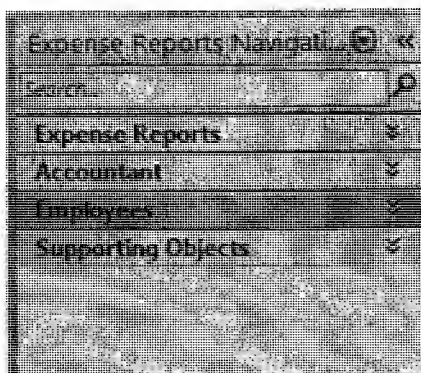 Expense Reports Navigati...
Search...
Expense Reports
Accountant
Employees
Supporting Objects